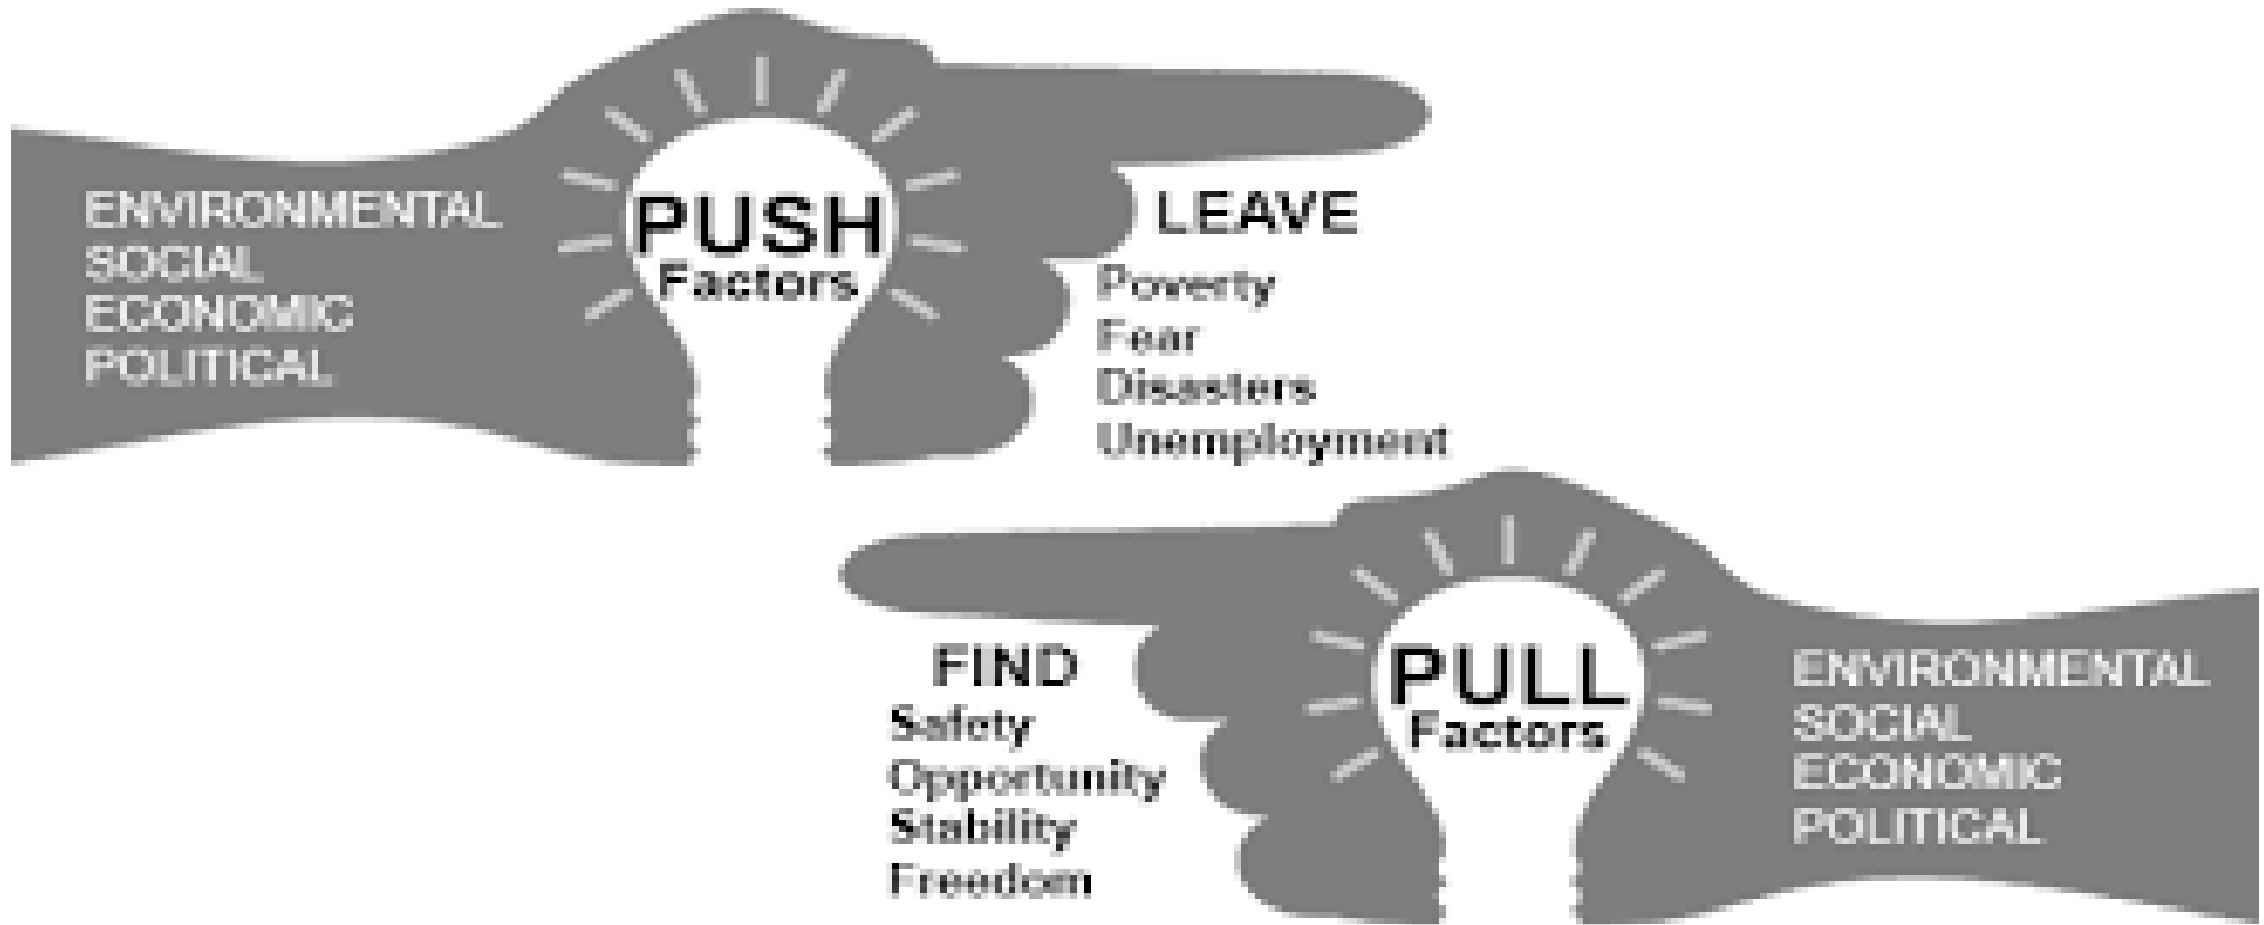 ENVIRONMENTAL
SOCIAL
ECONOMIC
POLITICAL
PUSH
Factors
LEAVE
Poverty
Fear
Disasters
Unemployment
FIND
Safety
Opportunity
Stability
Freedom
PULL
Factors
ENVIRONMENTAL
SOCIAL
ECONOMIC
POLITICAL